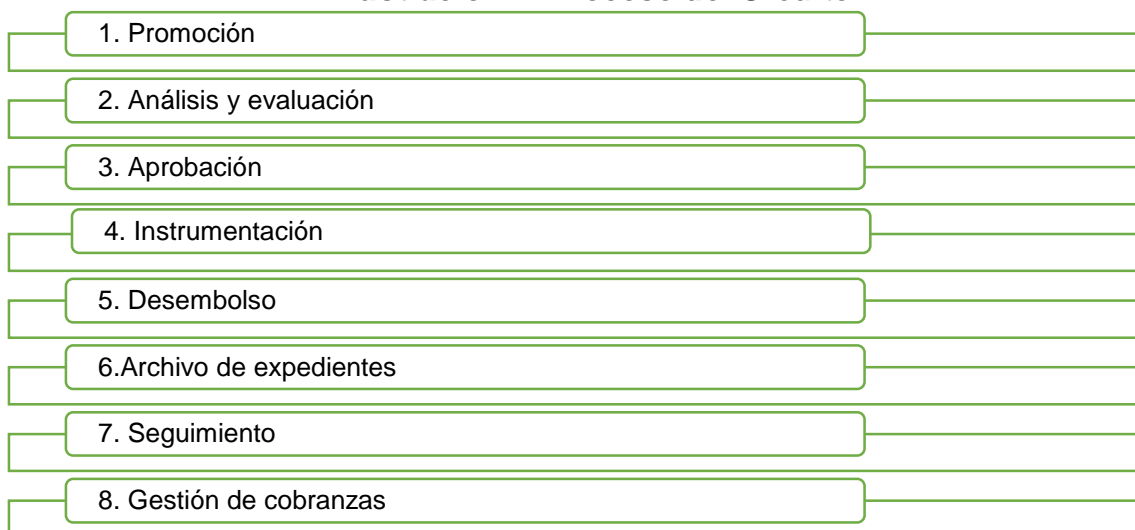 1. Promoción
2. Análisis y evaluación
3. Aprobación
4. Instrumentación
5. Desembolso
6.Archivo de expedientes
7. Seguimiento
8. Gestión de cobranzas